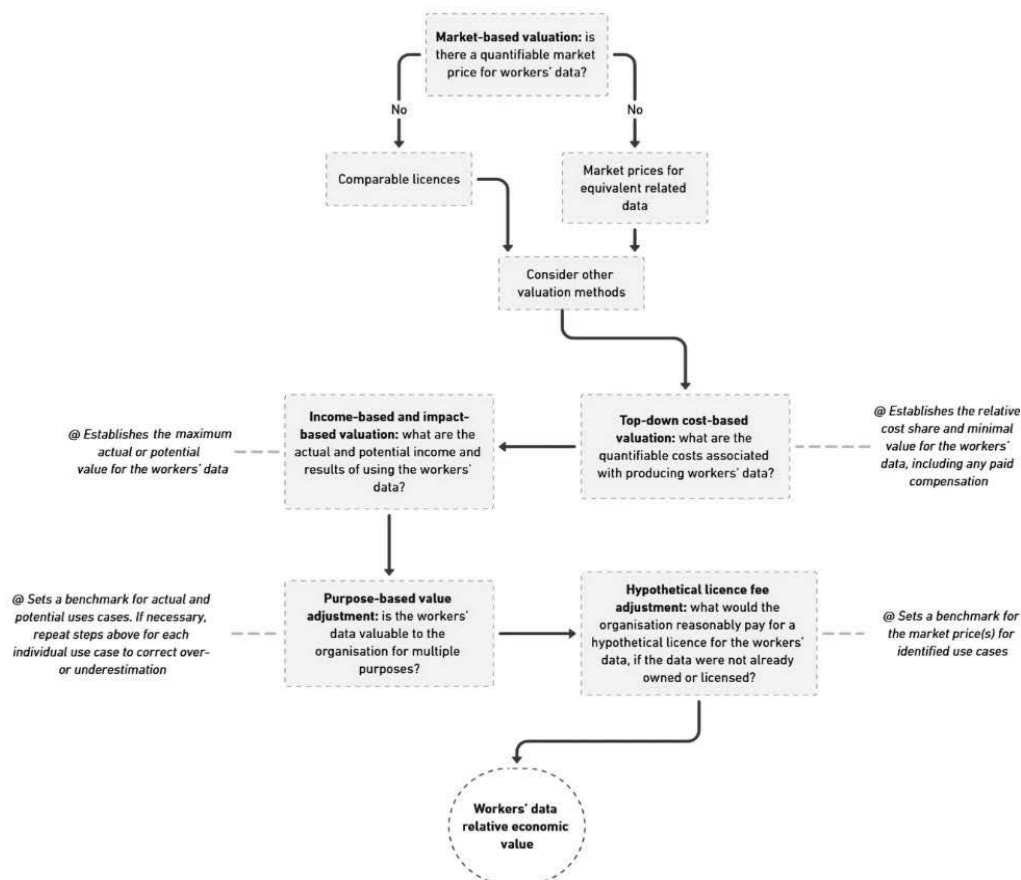 Market-based valuation: is
there a quantifiable market
price for workers' data?
No
No
Comparable licences
Market prices for
equivalent related
data
Consider other
valuation methods
@ Establishes the maximum
actual or potential
value for the workers' data
Income-based and impact-
based valuation: what are the
actual and potential income and
results of using the workers'
data?
Top-down cost-based
valuation: what are the
quantifiable costs associated
with producing workers' data?
@ Establishes the relative
cost share and minimal
value for the workers'
data, including any paid
compensation
@ Sets a benchmark for actual and
potential uses cases. If necessary,
repeat steps above for each
individual use case to correct over-
or underestimation
Purpose-based value
adjustment: is the workers'
data valuable to the
organisation for multiple
purposes?
Hypothetical licence fee
adjustment: what would the
organisation reasonably pay for a
hypothetical licence for the workers'
data, if the data were not already
owned or licensed?
@ Sets a benchmark for
the market price(s) for
identified use cases
Workers' data
relative economic
value